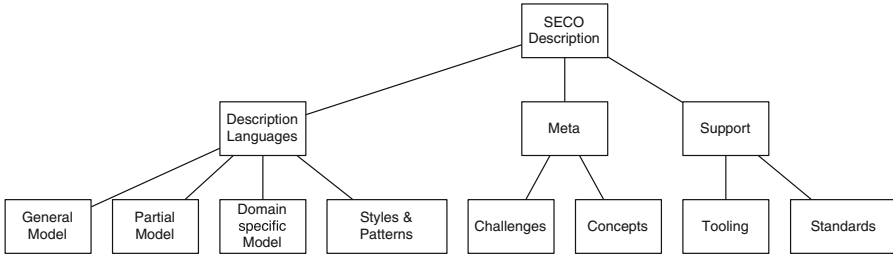 SECO
Description
Description
Languages
Meta
Support
General
Model
Partial
Model
Domain
specific
Model
Styles &
Patterns
Challenges
Concepts
Tooling
Standards